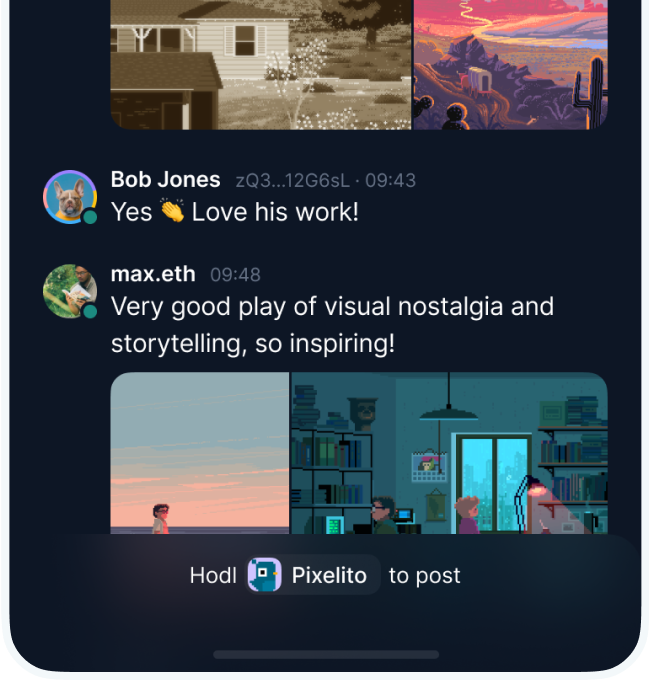 Bob Jones zQ3...12G6sL · 09:43
Yes 👏 Love his work!
max.eth 09:48
Very good play of visual nostalgia and
storytelling, so inspiring!
Hodl Pixelito to post